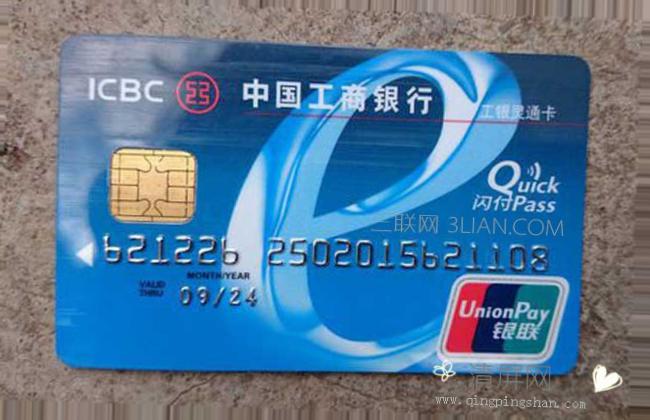 ICBC 中国工商银行
工银灵通卡
Quick
闪付Pass
三联网 3LIAN.COM
621226 2502015621108
MONTH/YEAR
VALID
THRU 09/24
UnionPay
银联
清屏网
www.qingpingshan.com